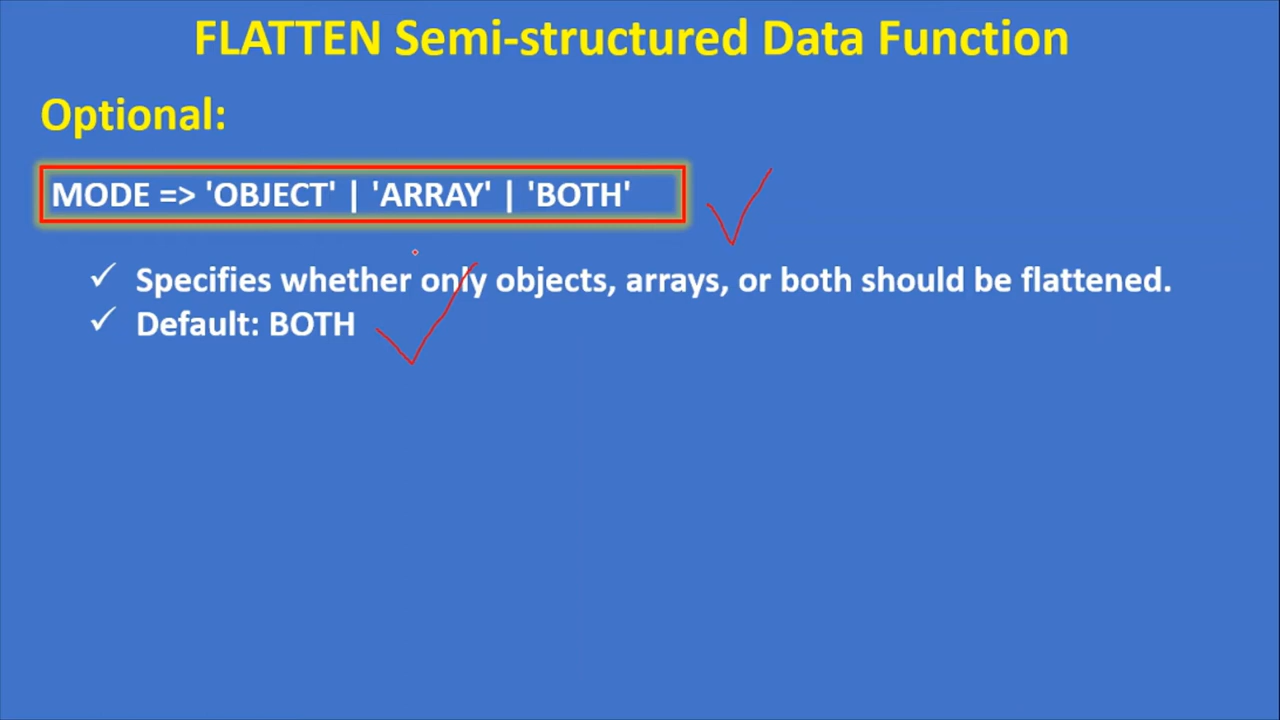 FLATTEN Semi-structured Data Function
Optional:
MODE => 'OBJECT' | 'ARRAY' | 'BOTH'
✓ Specifies whether only objects, arrays, or both should be flattened.
✓ Default: BOTH